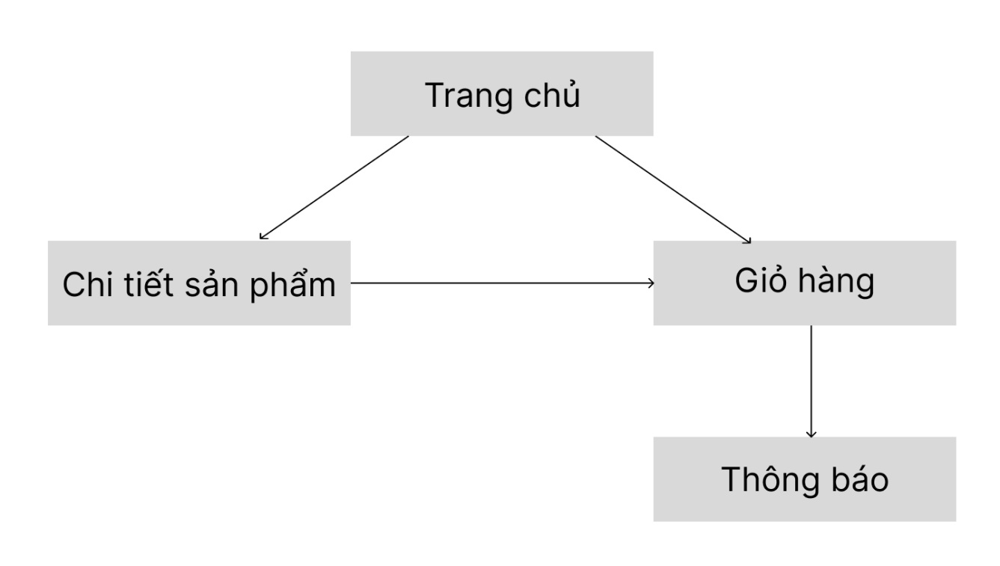 Trang chủ
Chi tiết sản phẩm
Giỏ hàng
Thông báo